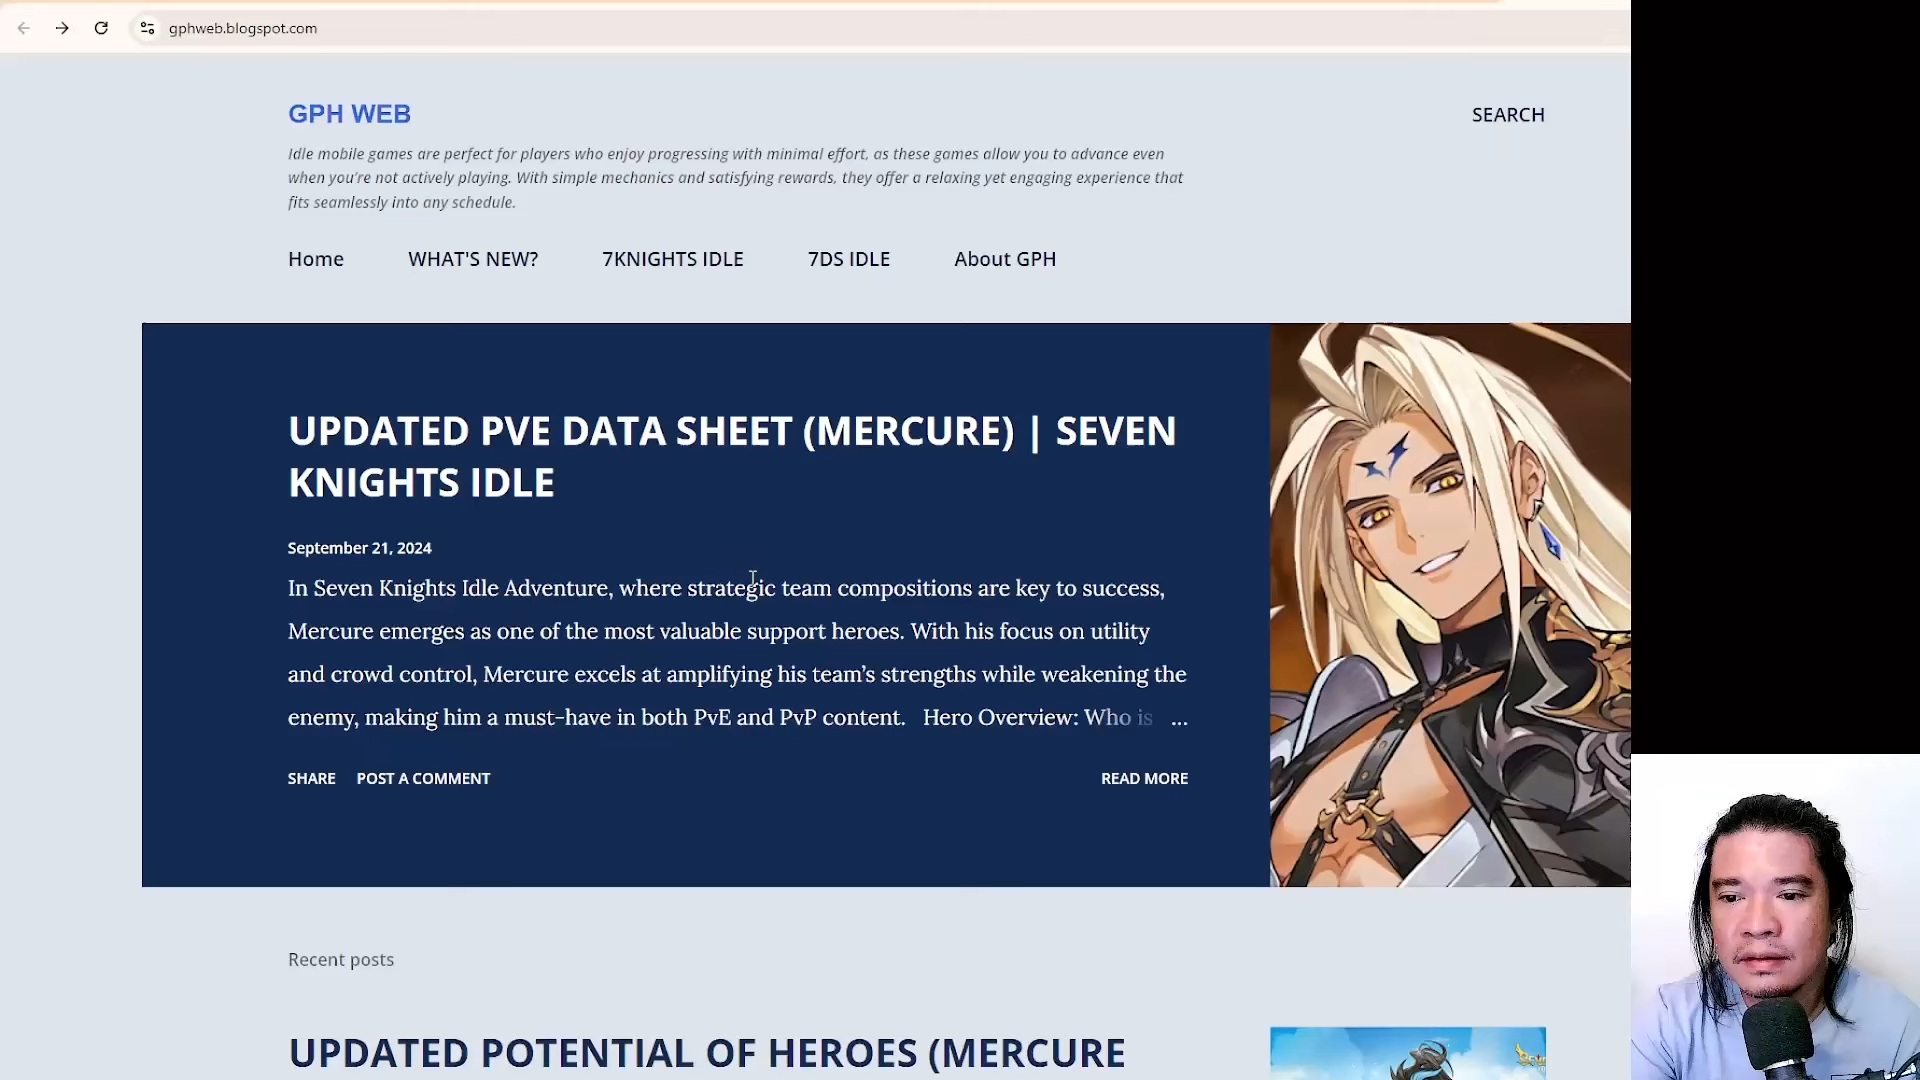 gphweb.blogspot.com
GPH WEB
SEARCH
Idle mobile games are perfect for players who enjoy progressing with minimal effort, as these games allow you to advance even
when you're not actively playing. With simple mechanics and satisfying rewards, they offer a relaxing yet engaging experience that
fits seamlessly into any schedule.
Home WHAT'S NEW? 7KNIGHTS IDLE 7DS IDLE About GPH
UPDATED PVE DATA SHEET (MERCURE) | SEVEN
KNIGHTS IDLE
September 21, 2024
In Seven Knights Idle Adventure, where strategic team compositions are key to success,
Mercure emerges as one of the most valuable support heroes. With his focus on utility
and crowd control, Mercure excels at amplifying his team’s strengths while weakening the
enemy, making him a must-have in both PvE and PvP content. Hero Overview: Who is ...
SHARE POST A COMMENT READ MORE
Recent posts
UPDATED POTENTIAL OF HEROES (MERCURE